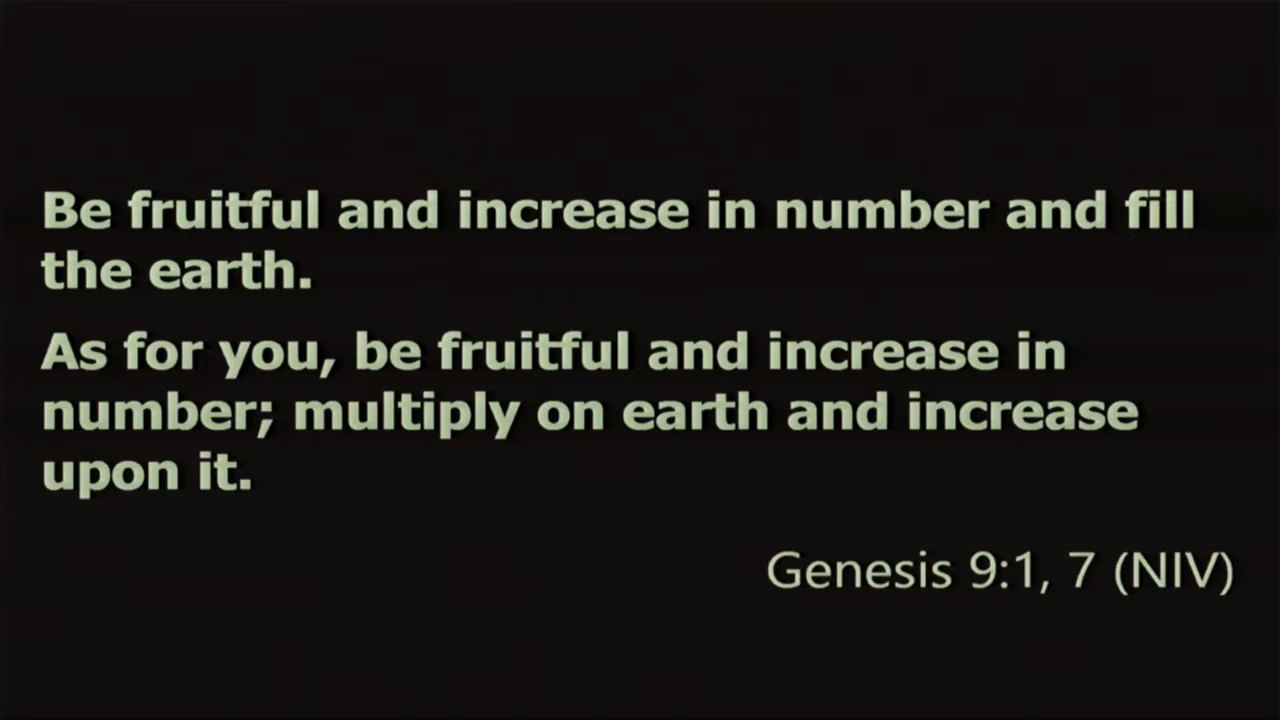 Be fruitful and increase in number and fill
the earth.
As for you, be fruitful and increase in
number; multiply on earth and increase
upon it.
Genesis 9:1, 7 (NIV)